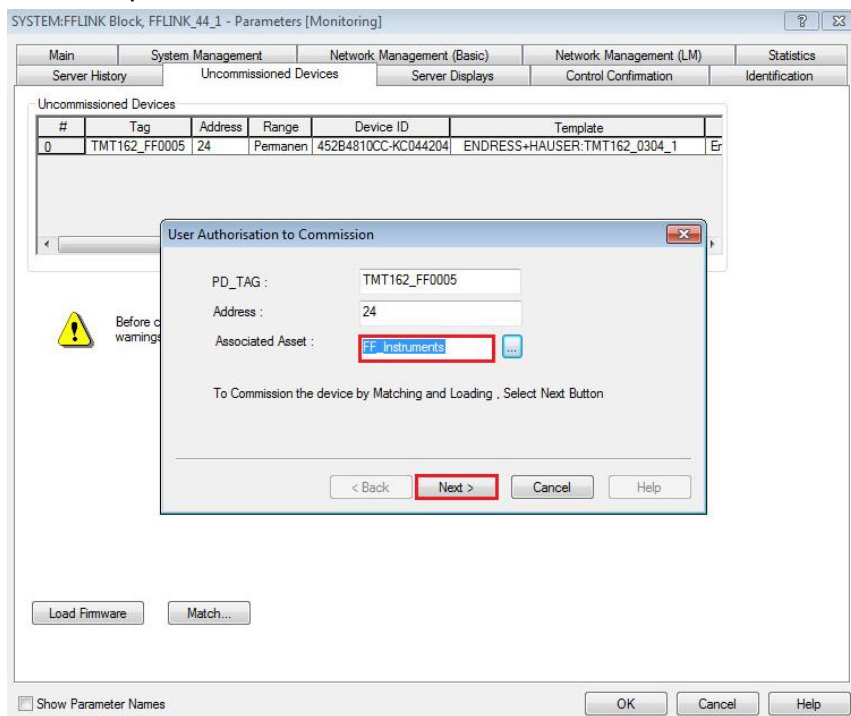 SYSTEM:FFLINK Block, FFLINK_44_1 - Parameters [Monitoring]
Main System Management Network Management (Basic) Network Management (LM) Statistics
Server History Uncommissioned Devices Server Displays Control Confirmation Identification
Uncommissioned Devices
# Tag Address Range Device ID Template
0 TMT162_FF0005 24 Permanen 452B4810CC-KC044204 ENDRESS+HAUSER:TMT162_0304_1 Er
User Authorisation to Commission
PD_TAG : TMT162_FF0005
Address : 24
Associated Asset : FF_Instruments ...
Before c
warnings
To Commission the device by Matching and Loading , Select Next Button
< Back Next > Cancel Help
Load Firmware Match...
Show Parameter Names OK Cancel Help